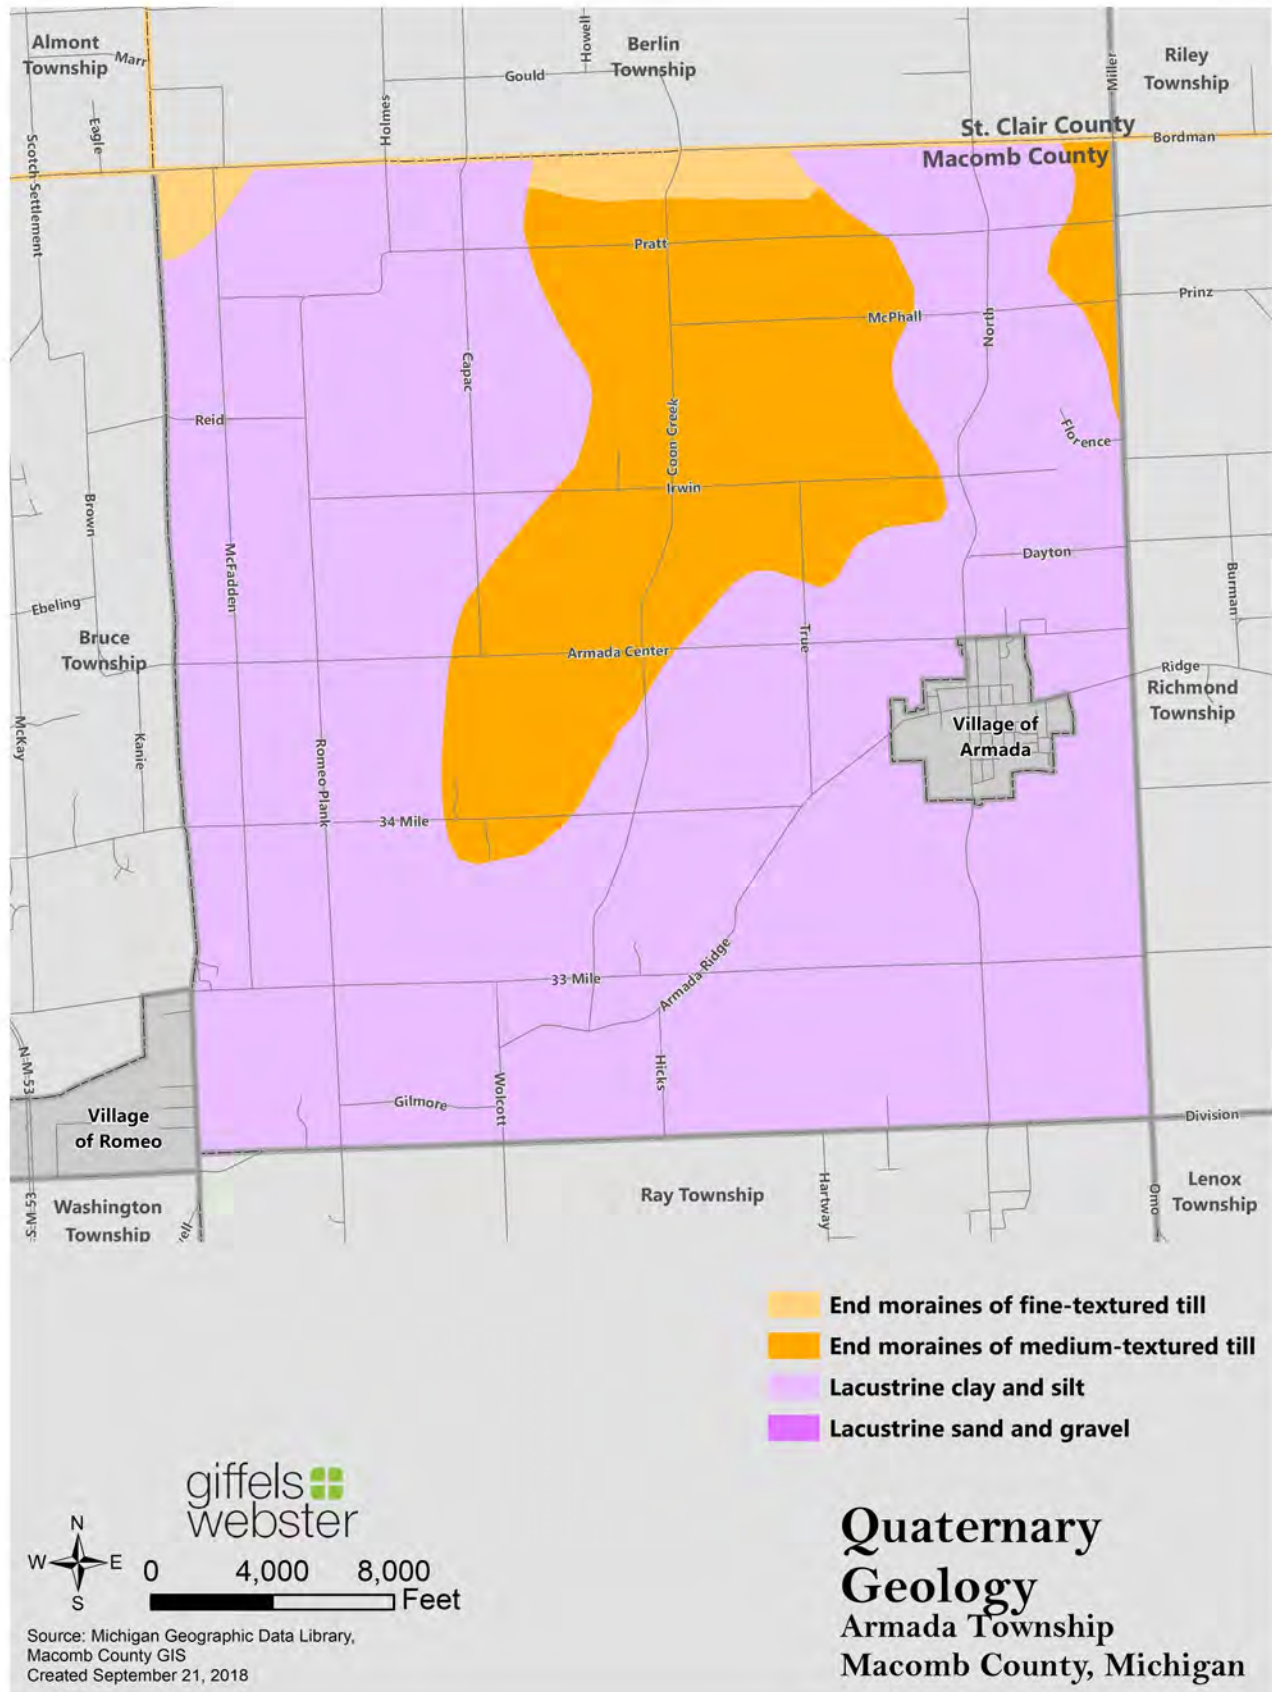 Almont
Township
Marr
Eagle
Scotch Settlement
Holmes
Gould
Howell
Berlin
Township
Miller
Riley
Township
St. Clair County
Bordman
Macomb County
Pratt
Prinz
McPhall
North
Capac
Reid
Coon Creek
Florence
Irwin
Brown
McFadden
Dayton
Burman
Ebeling
Bruce
Township
True
Armada Center
Ridge
Richmond
Township
McKay
Kanie
Romeo Plank
Village of
Armada
34 Mile
33 Mile
Armada Ridge
N-M-53
Wolcott
Hicks
Gilmore
Village
of Romeo
Division
Washington
Township
S-M-53
ell
Ray Township
Hartway
Omo
Lenox
Township
End moraines of fine-textured till
End moraines of medium-textured till
Lacustrine clay and silt
Lacustrine sand and gravel
giffels
webster
N
W E
S
0 4,000 8,000
Feet
Source: Michigan Geographic Data Library,
Macomb County GIS
Created September 21, 2018
Quaternary
Geology
Armada Township
Macomb County, Michigan